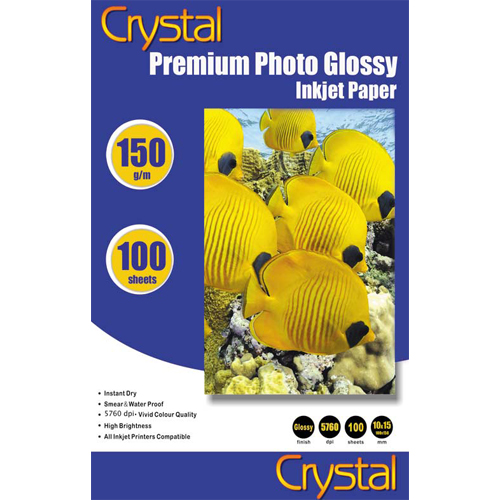 Crystal
Premium Photo Glossy
Inkjet Paper
150
g/m
100
sheets
• Instant Dry
• Smear & Water Proof
• 5760 dpi - Vivid Colour Quality
• High Brightness
• All Inkjet Printers Compatible
Glossy
finish
5760
dpi
100
sheets
10x15
mm
Crystal